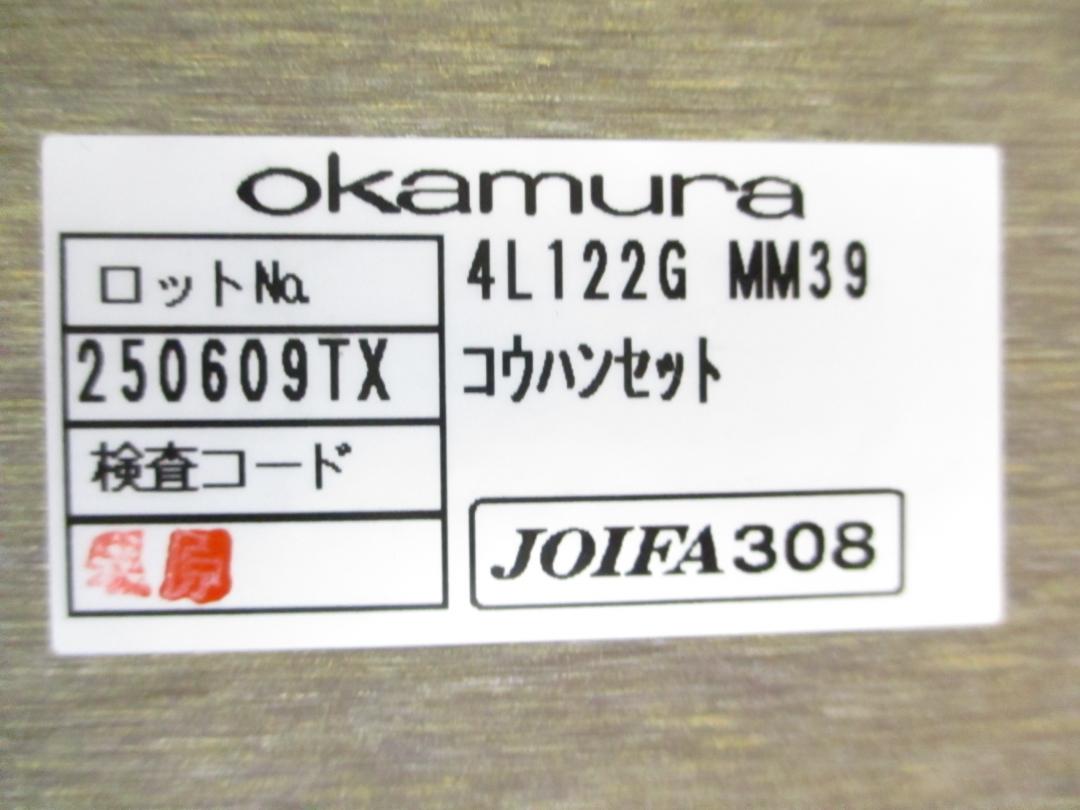 okamura
ロットNo.
250609TX
検査コード
4L122G MM39
コウハンセット
JOIFA308